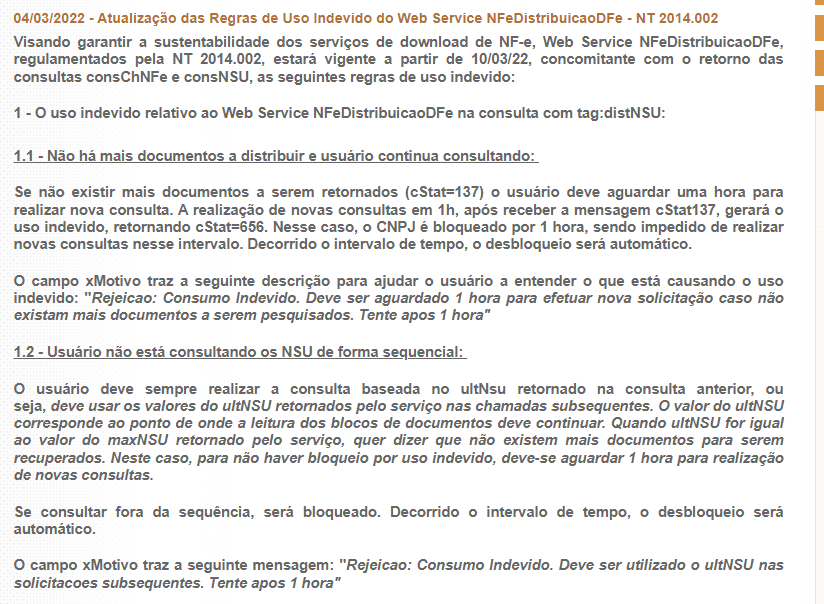 04/03/2022 - Atualização das Regras de Uso Indevido do Web Service NFeDistribuicaoDFe - NT 2014.002
Visando garantir a sustentabilidade dos serviços de download de NF-e, Web Service NFeDistribuicaoDFe,
regulamentados pela NT 2014.002, estará vigente a partir de 10/03/22, concomitante com o retorno das
consultas consChNFe e consNSU, as seguintes regras de uso indevido:
1 - O uso indevido relativo ao Web Service NFeDistribuicaoDFe na consulta com tag:distNSU:
1.1 - Não há mais documentos a distribuir e usuário continua consultando:
Se não existir mais documentos a serem retornados (cStat=137) o usuário deve aguardar uma hora para
realizar nova consulta. A realização de novas consultas em 1h, após receber a mensagem cStat137, gerará o
uso indevido, retornando cStat=656. Nesse caso, o CNPJ é bloqueado por 1 hora, sendo impedido de realizar
novas consultas nesse intervalo. Decorrido o intervalo de tempo, o desbloqueio será automático.
O campo xMotivo traz a seguinte descrição para ajudar o usuário a entender o que está causando o uso
indevido: "Rejeicao: Consumo Indevido. Deve ser aguardado 1 hora para efetuar nova solicitação caso não
existam mais documentos a serem pesquisados. Tente apos 1 hora"
1.2 - Usuário não está consultando os NSU de forma sequencial:
O usuário deve sempre realizar a consulta baseada no ultNsu retornado na consulta anterior, ou
seja, deve usar os valores do ultNSU retornados pelo serviço nas chamadas subsequentes. O valor do ultNSU
corresponde ao ponto de onde a leitura dos blocos de documentos deve continuar. Quando ultNSU for igual
ao valor do maxNSU retornado pelo serviço, quer dizer que não existem mais documentos para serem
recuperados. Neste caso, para não haver bloqueio por uso indevido, deve-se aguardar 1 hora para realização
de novas consultas.
Se consultar fora da sequência, será bloqueado. Decorrido o intervalo de tempo, o desbloqueio será
automático.
O campo xMotivo traz a seguinte mensagem: "Rejeicao: Consumo Indevido. Deve ser utilizado o ultNSU nas
solicitacoes subsequentes. Tente apos 1 hora"